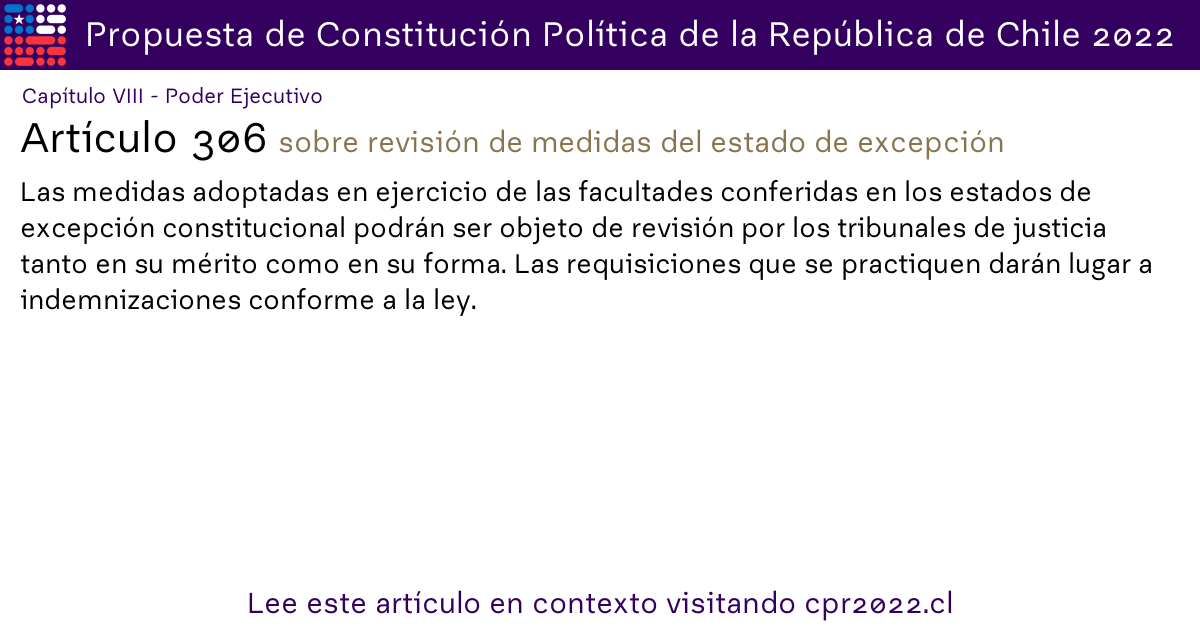 Propuesta de Constitución Política de la República de Chile 2022
Capítulo VIII - Poder Ejecutivo
Artículo 306 sobre revisión de medidas del estado de excepción
Las medidas adoptadas en ejercicio de las facultades conferidas en los estados de
excepción constitucional podrán ser objeto de revisión por los tribunales de justicia
tanto en su mérito como en su forma. Las requisiciones que se practiquen darán lugar a
indemnizaciones conforme a la ley.
Lee este artículo en contexto visitando cpr2022.cl